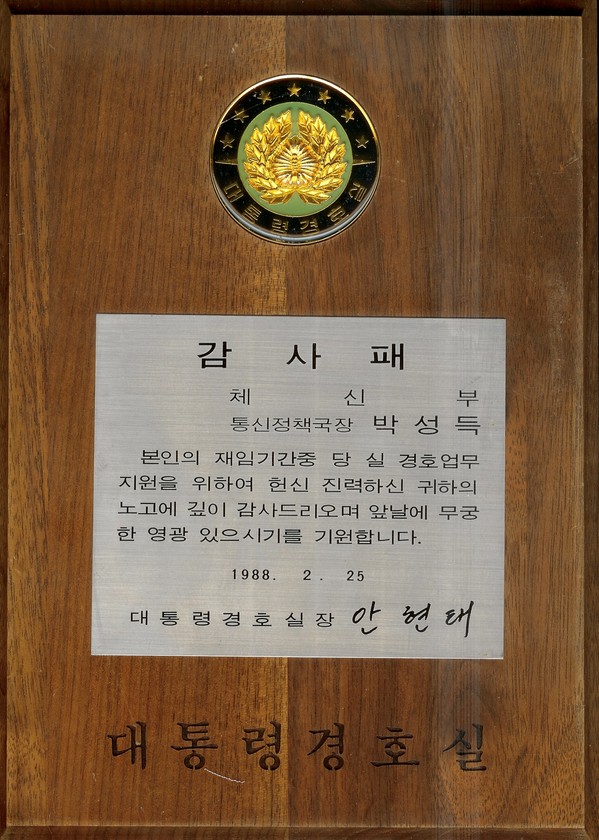 대통령경호실
감 사 패
체 신 부
통신정책국장 박 성 득
본인의 재임기간중 당 실 경호업무
지원을 위하여 헌신 진력하신 귀하의
노고에 깊이 감사드리오며 앞날에 무궁
한 영광 있으시기를 기원합니다.
1988. 2. 25
대통령경호실장 안 현 태
대통령경호실